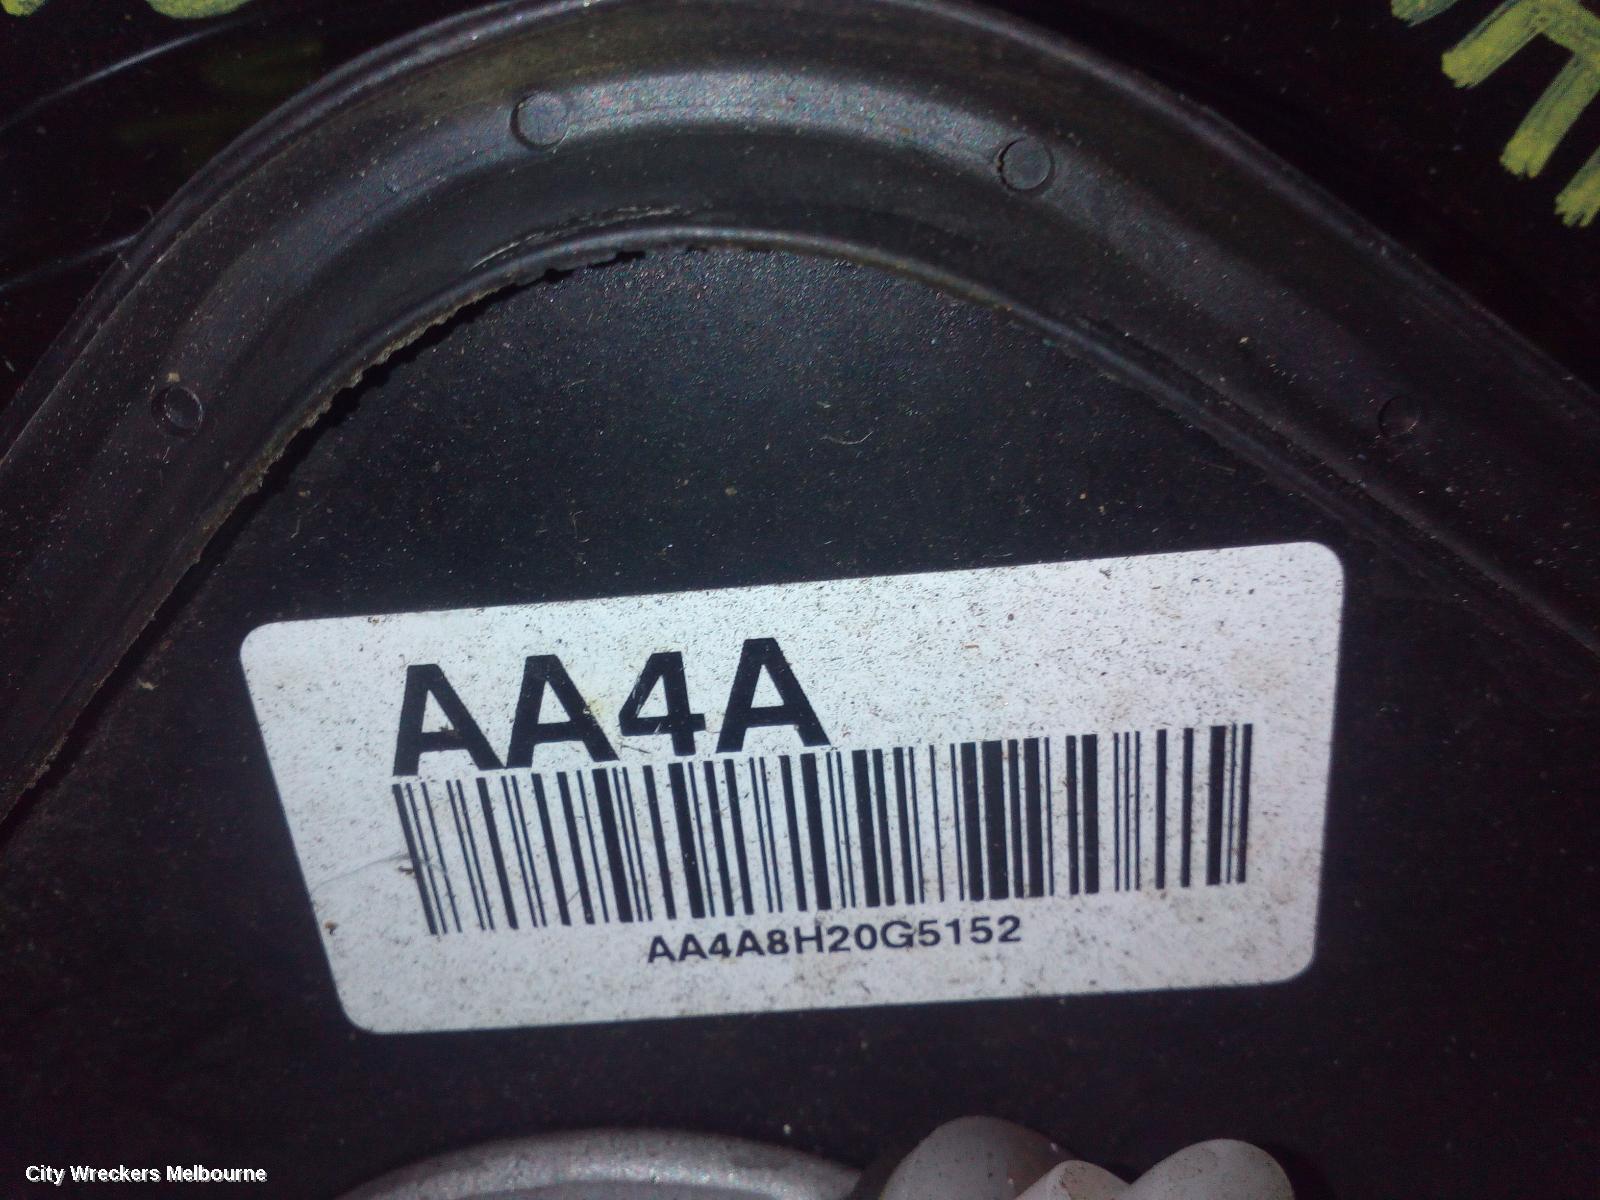 AA4A
AA4A8H20G5152
City Wreckers Melbourne